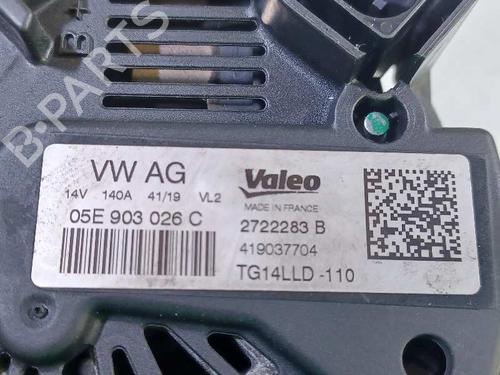 B+
B-PARTS
VW AG
14V 140A 41/19 VL2
05E 903 026 C
Valeo
MADE IN FRANCE
2722283 B
419037704
TG14LLD -110